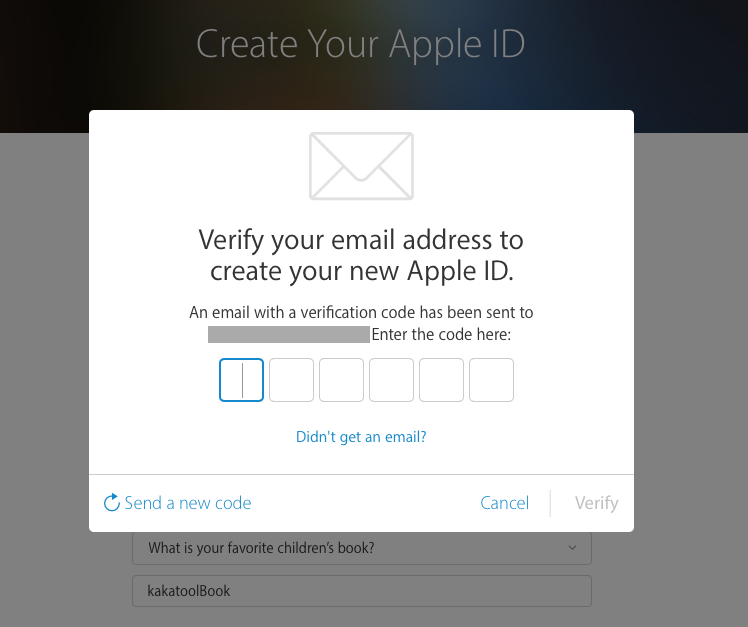 Create Your Apple ID
Verify your email address to
create your new Apple ID.
An email with a verification code has been sent to
Enter the code here:
Didn't get an email?
Send a new code
Cancel
Verify
What is your favorite children's book?
kakatoolBook